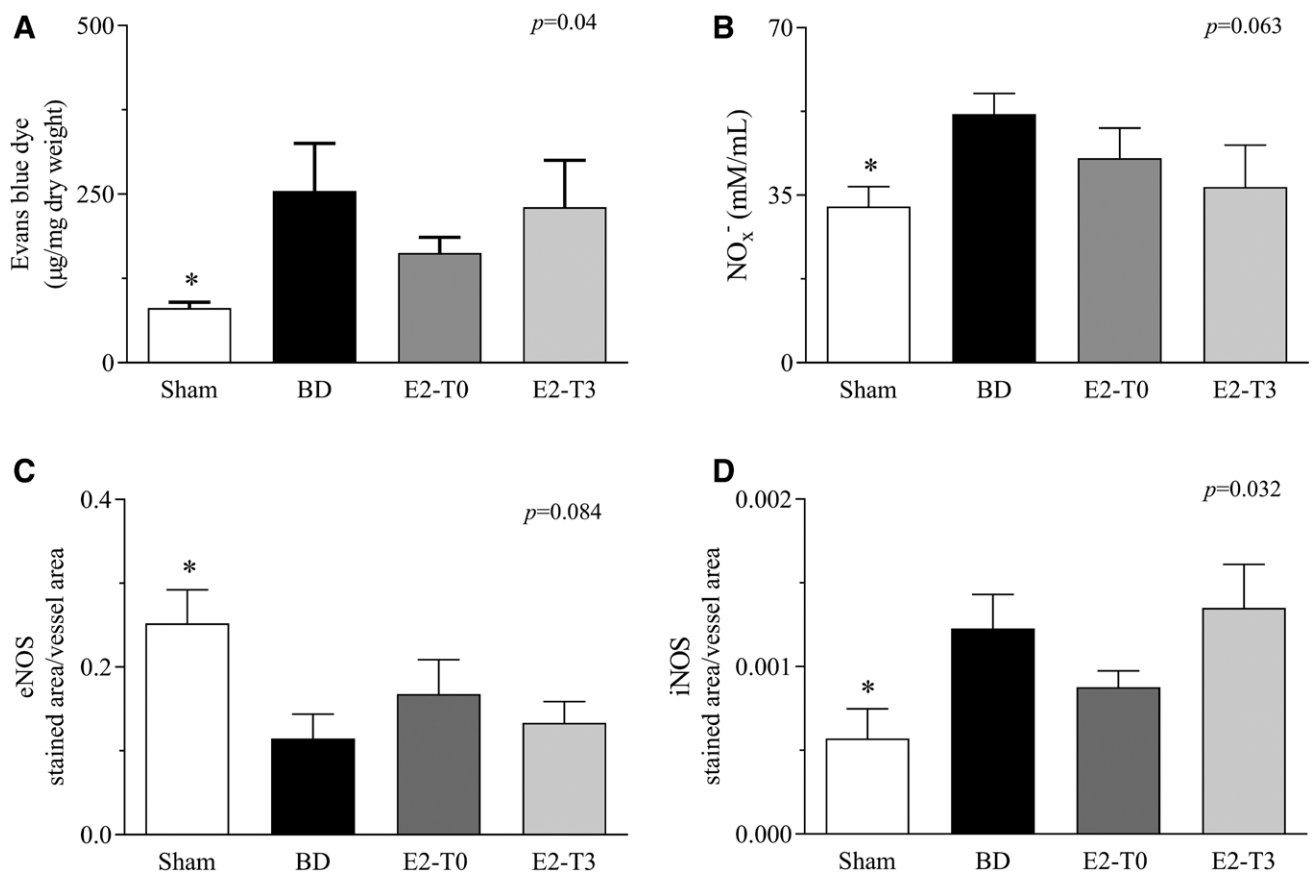 A
p=0.04
Evans blue dye
(µg/mg dry weight)
500
250
0
*
Sham BD E2-T0 E2-T3
B
p=0.063
NOx- (mM/mL)
70
35
0
*
Sham BD E2-T0 E2-T3
C
p=0.084
eNOS
stained area/vessel area
0.4
0.2
0.0
*
Sham BD E2-T0 E2-T3
D
p=0.032
iNOS
stained area/vessel area
0.002
0.001
0.000
*
Sham BD E2-T0 E2-T3